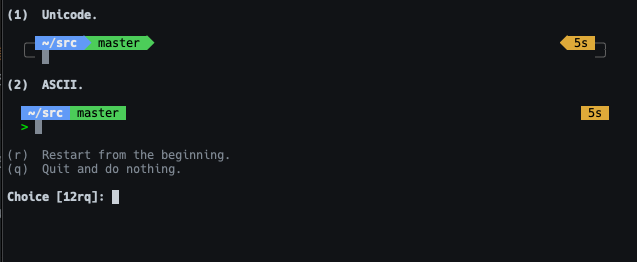 (1) Unicode.
~/src master 5s
(2) ASCII.
~/src master 5s
>
(r) Restart from the beginning.
(q) Quit and do nothing.
Choice [12rq]: